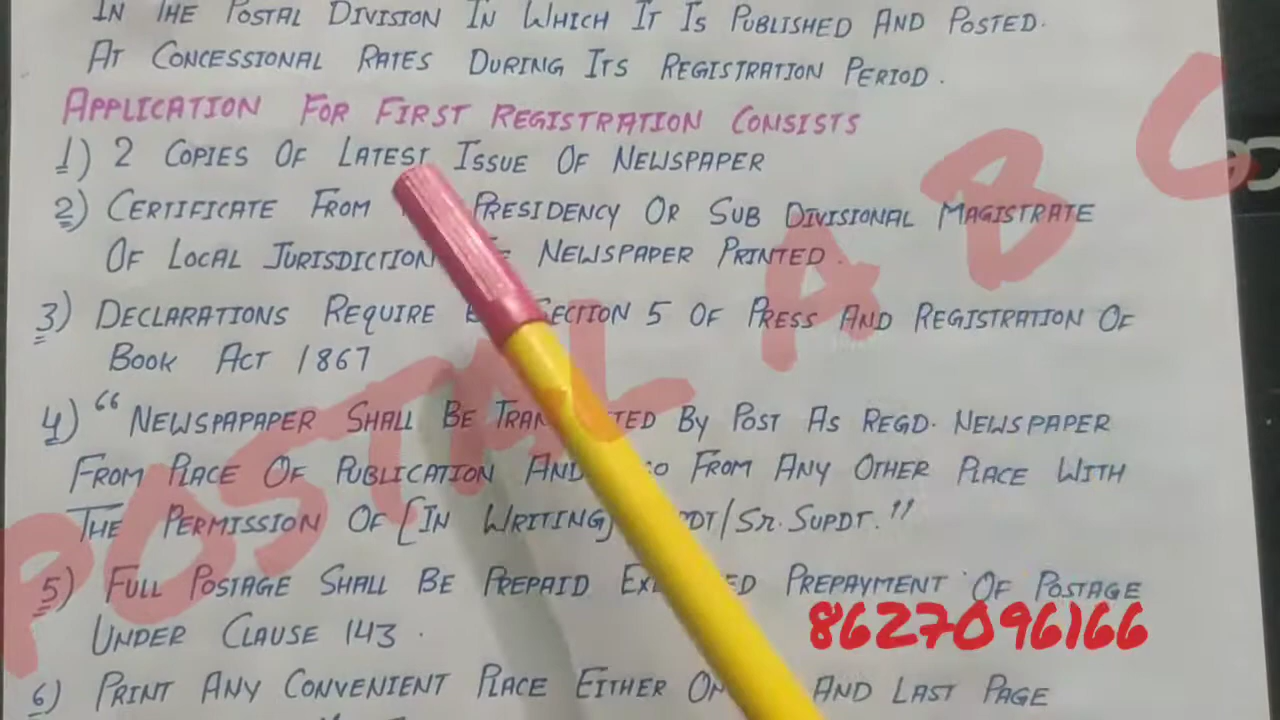 IN THE POSTAL DIVISION IN WHICH IT IS PUBLISHED AND POSTED.
AT CONCESSIONAL RATES DURING ITS REGISTRATION PERIOD.
APPLICATION FOR FIRST REGISTRATION CONSISTS
1) 2 COPIES OF LATEST ISSUE OF NEWSPAPER
2) CERTIFICATE FROM PRESIDENCY OR SUB DIVISIONAL MAGISTRATE
OF LOCAL JURISDICTION NEWSPAPER PRINTED.
3) DECLARATIONS REQUIRE SECTION 5 OF PRESS AND REGISTRATION OF
BOOK ACT 1867
4) "NEWSPAPAPER SHALL BE BY POST AS REGD. NEWSPAPER
FROM PLACE OF PUBLICATION AND FROM ANY OTHER PLACE WITH
THE PERMISSION OF [IN WRITING] /SR. SUPDT."
5) FULL POSTAGE SHALL BE PREPAID PREPAYMENT OF POSTAGE
UNDER CLAUSE 143.
8627096166
6) PRINT ANY CONVENIENT PLACE EITHER ON AND LAST PAGE
POSTAL A B C